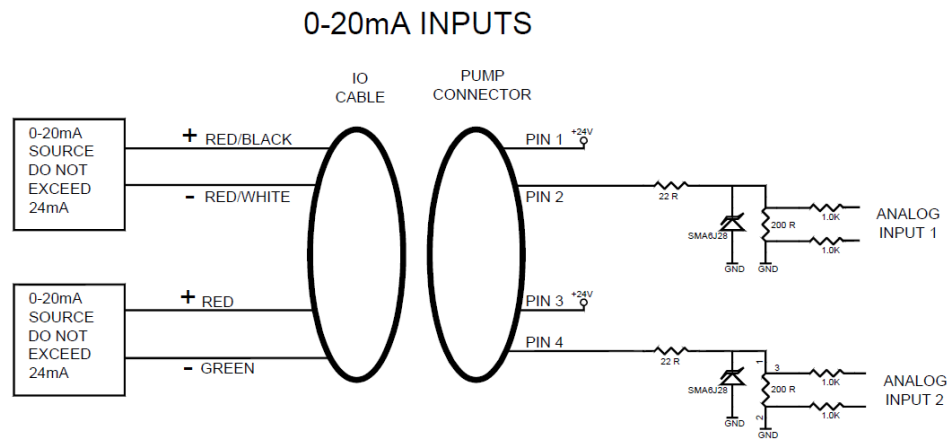 0-20mA INPUTS
IO
CABLE
PUMP
CONNECTOR
0-20mA
SOURCE
DO NOT
EXCEED
24mA
+ RED/BLACK
- RED/WHITE
PIN 1
+24V
PIN 2
22 R
SMA6J28
GND
200 R
GND
1.0K
1.0K
ANALOG
INPUT 1
0-20mA
SOURCE
DO NOT
EXCEED
24mA
+ RED
- GREEN
PIN 3
+24V
PIN 4
22 R
SMA6J28
GND
1
3
200 R
2
GND
1.0K
1.0K
ANALOG
INPUT 2